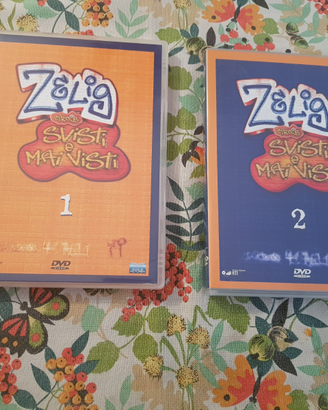 Zelig
SVISTI
e
MAI VISTI
1
DVD
Zelig
SVISTI
e
MAI VISTI
2
DVD